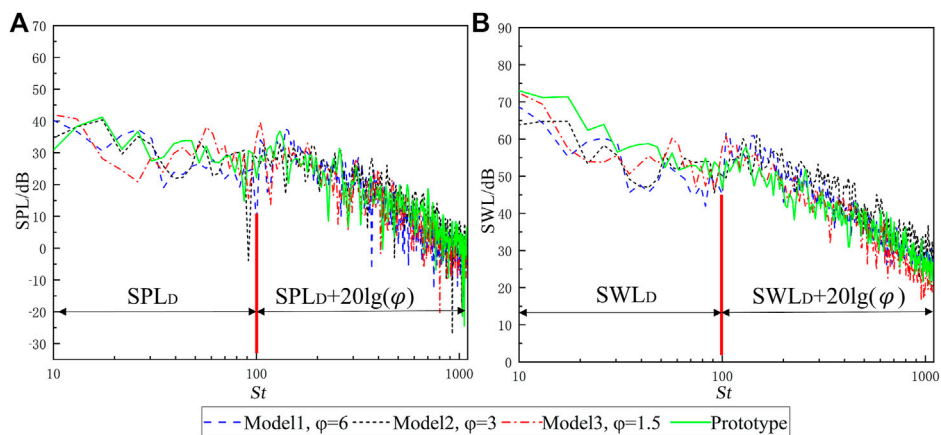 A
B
SPL/dB
70
60
50
40
30
20
10
0
-10
-20
-30
10
100
1000
St
SPLD
SPLD+20lg(φ)
SWL/dB
90
80
70
60
50
40
30
20
10
0
10
100
1000
St
SWLD
SWLD+20lg(φ)
Model1, φ=6 Model2, φ=3 Model3, φ=1.5 Prototype